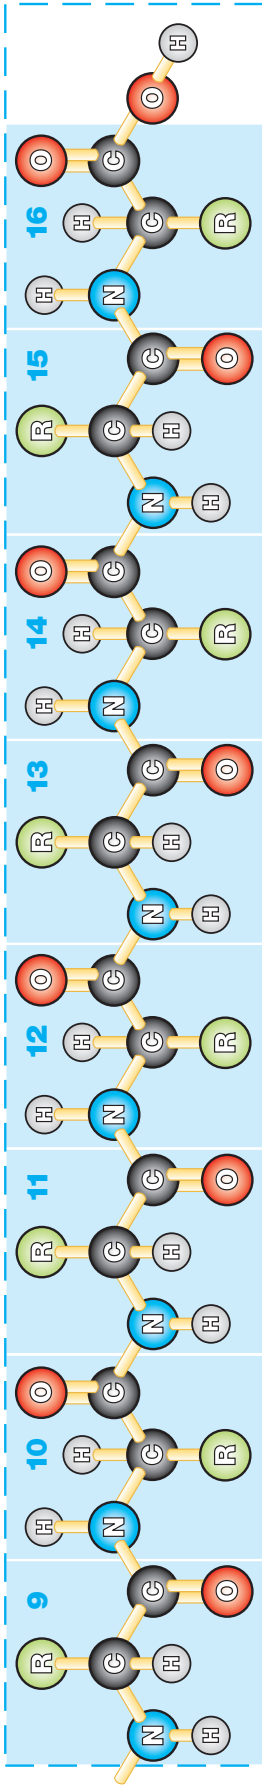 R 9 H 10 O R 11 H 12 O R 13 H 14 O R 15 H 16 O
H H H H
C N C C N C C N C C N C
N C C N C C N C C N C C O
H H H H H
H O R H O R H O R H O R